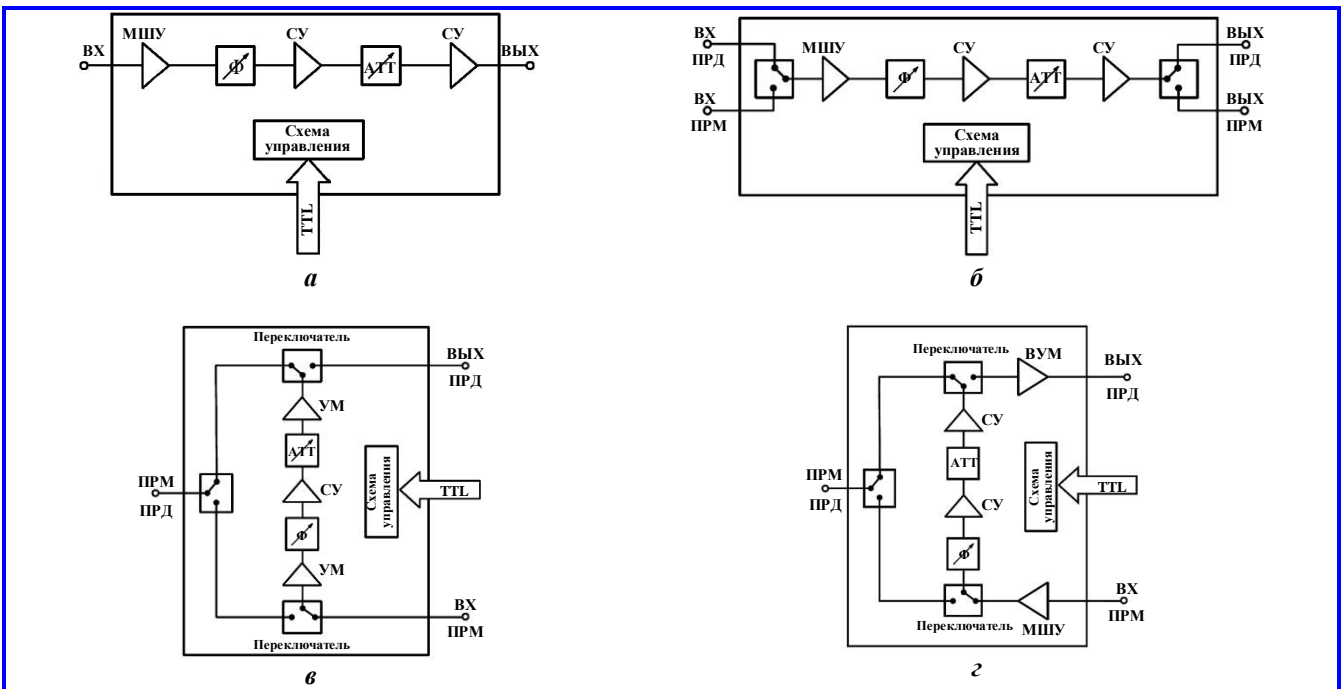 ВХ МШУ СУ СУ ВЫХ
Ф АТТ
Схема
управления
TTL
а
ВХ МШУ СУ СУ ВЫХ
ПРД Ф АТТ ПРД
ВХ ВЫХ
ПРМ ПРМ
Схема
управления
TTL
б
Переключатель
ВЫХ
ПРД
УМ
АТТ
ПРМ
ПРД
СУ
Схема
управления
TTL
Ф
УМ
ВХ
ПРМ
Переключатель
в
Переключатель
ВУМ
ВЫХ
ПРД
СУ
АТТ
ПРМ
ПРД
СУ
Схема
управления
TTL
Ф
ВХ
ПРМ
МШУ
Переключатель
г